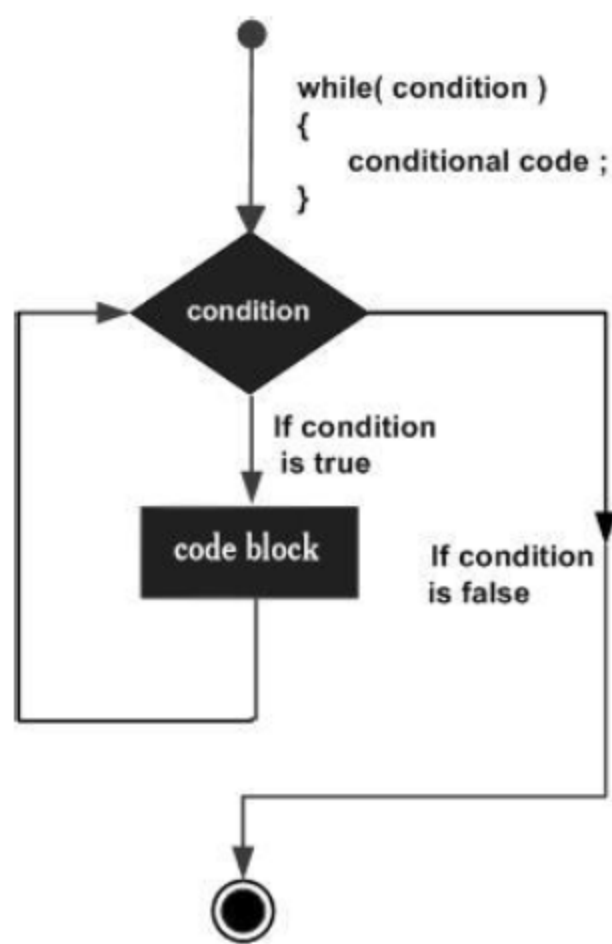 while( condition )
{
conditional code ;
}
condition
If condition
is true
code block
If condition
is false